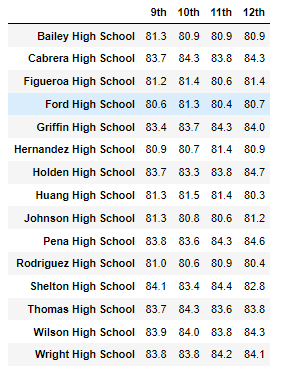 9th 10th 11th 12th
Bailey High School 81.3 80.9 80.9 80.9
Cabrera High School 83.7 84.3 83.8 84.3
Figueroa High School 81.2 81.4 80.6 81.4
Ford High School 80.6 81.3 80.4 80.7
Griffin High School 83.4 83.7 84.3 84.0
Hernandez High School 80.9 80.7 81.4 80.9
Holden High School 83.7 83.3 83.8 84.7
Huang High School 81.3 81.5 81.4 80.3
Johnson High School 81.3 80.8 80.6 81.2
Pena High School 83.8 83.6 84.3 84.6
Rodriguez High School 81.0 80.6 80.9 80.4
Shelton High School 84.1 83.4 84.4 82.8
Thomas High School 83.7 84.3 83.6 83.8
Wilson High School 83.9 84.0 83.8 84.3
Wright High School 83.8 83.8 84.2 84.1